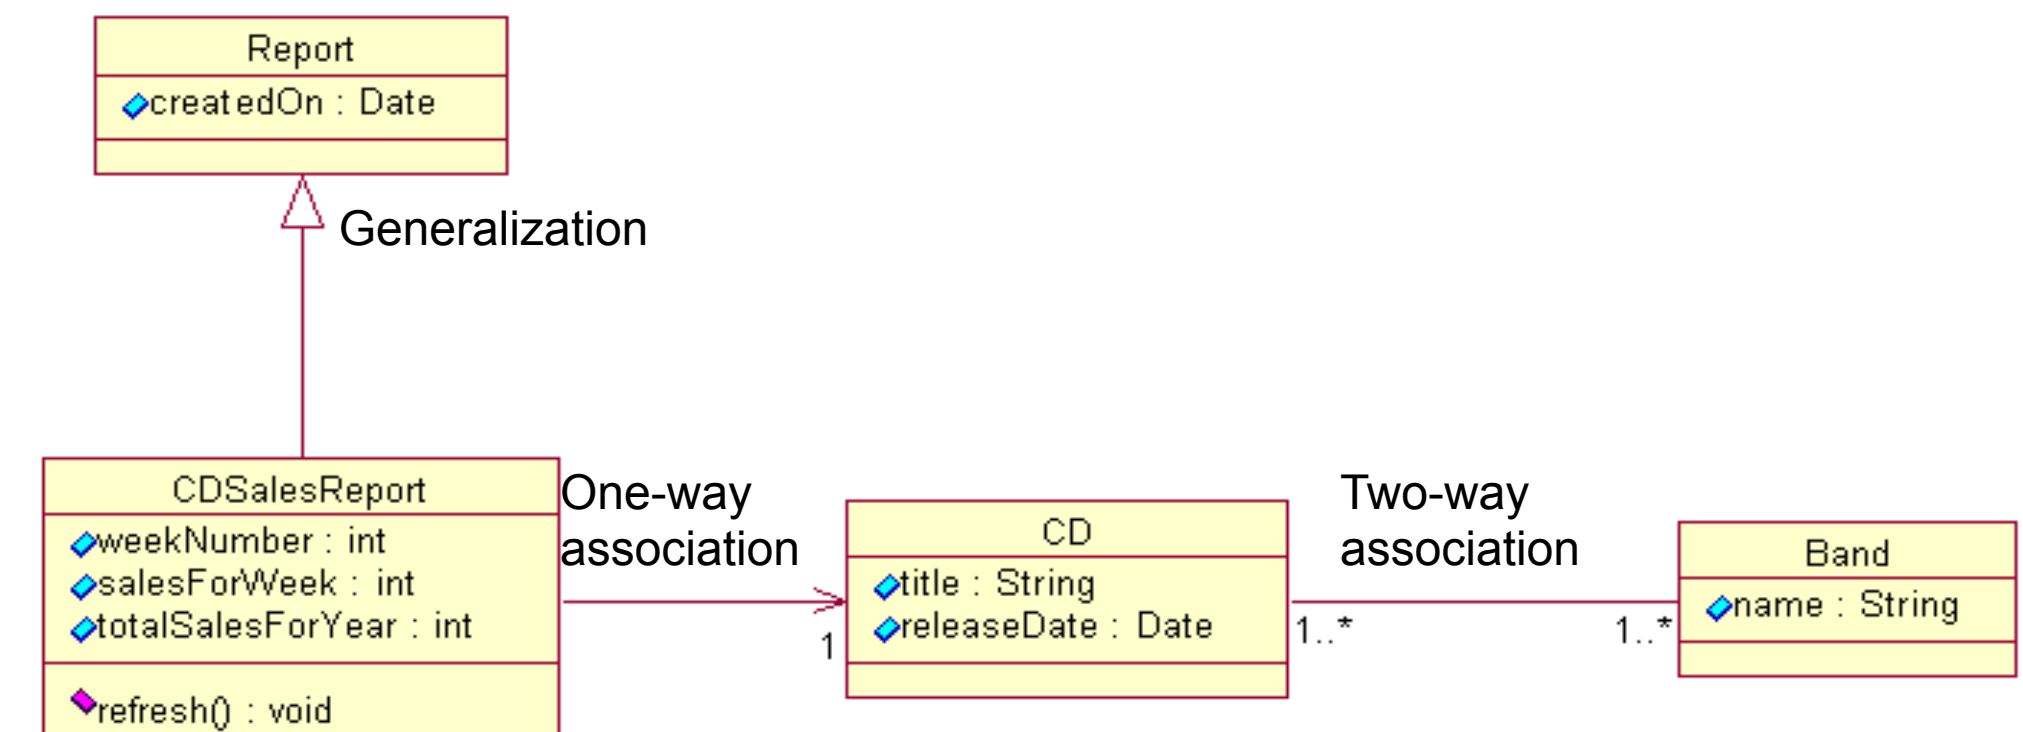 Report
createdOn : Date
Generalization
CDSalesReport
weekNumber : int
salesForWeek : int
totalSalesForYear : int
refresh() : void
One-way
association
1
CD
title : String
releaseDate : Date
Two-way
association
1..*
1..*
Band
name : String